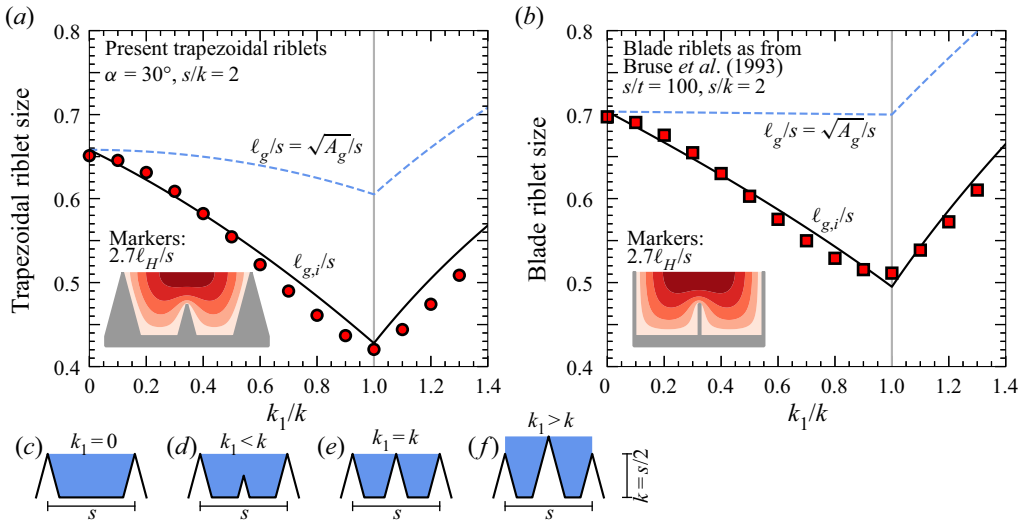 (a)
Present trapezoidal riblets
α = 30°, s/k = 2
ℓg/s = √Ag/s
ℓg,i/s
Markers:
2.7ℓH/s
Trapezoidal riblet size
0.8
0.7
0.6
0.5
0.4
0
0.2
0.4
0.6
0.8
1.0
1.2
1.4
k1/k
(b)
Blade riblets as from
Bruse et al. (1993)
s/t = 100, s/k = 2
ℓg/s = √Ag/s
ℓg,i/s
Markers:
2.7ℓH/s
Blade riblet size
0.8
0.7
0.6
0.5
0.4
0
0.2
0.4
0.6
0.8
1.0
1.2
1.4
k1/k
(c)
k1 = 0
s
(d)
k1 < k
s
(e)
k1 = k
s
(f)
k1 > k
s
k = s/2